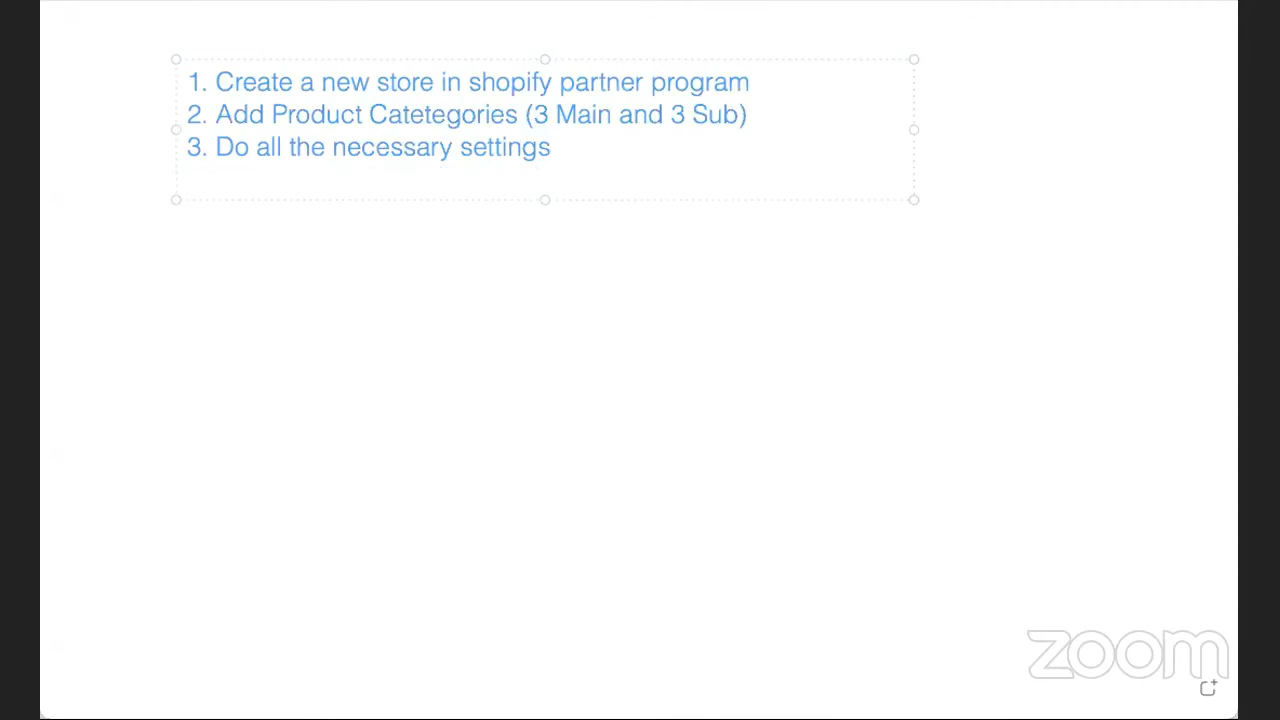 1. Create a new store in shopify partner program
2. Add Product Catetegories (3 Main and 3 Sub)
3. Do all the necessary settings
zoom